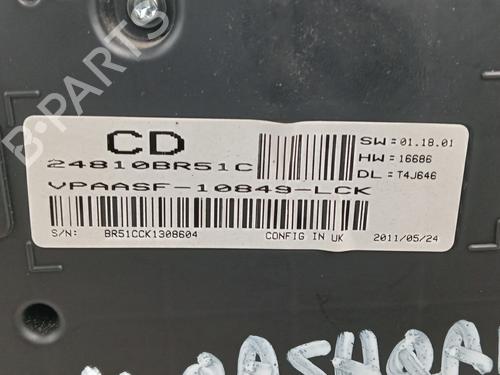 B-PARTS
CD
24810BR51C
VPAASF-10849-LCK
SW=01.18.01
HW=16686
DL=T4J646
S/N: BR51CCK1308604 CONFIG IN UK 2011/05/24